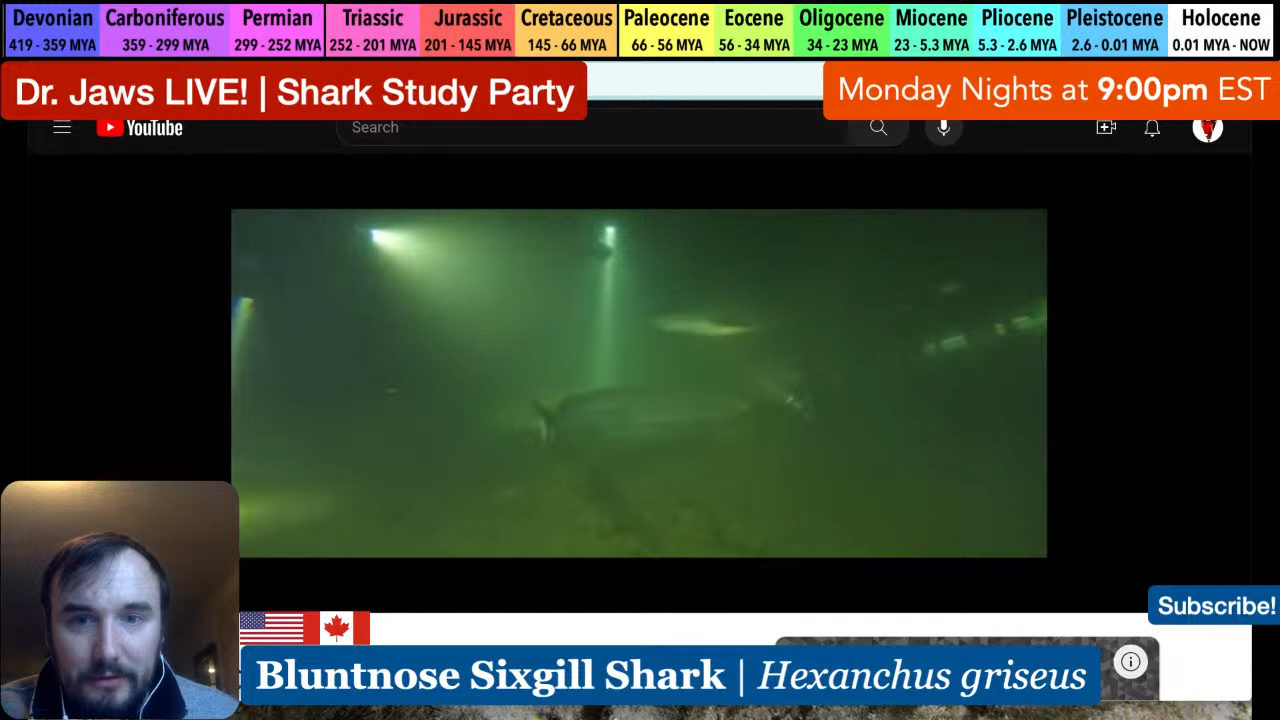 Devonian Carboniferous Permian Triassic Jurassic Cretaceous Paleocene Eocene Oligocene Miocene Pliocene Pleistocene Holocene
419 - 359 MYA 359 - 299 MYA 299 - 252 MYA 252 - 201 MYA 201 - 145 MYA 145 - 66 MYA 66 - 56 MYA 56 - 34 MYA 34 - 23 MYA 23 - 5.3 MYA 5.3 - 2.6 MYA 2.6 - 0.01 MYA 0.01 MYA - NOW
Dr. Jaws LIVE! | Shark Study Party
Monday Nights at 9:00pm EST
YouTube
Search
Subscribe!
Bluntnose Sixgill Shark | Hexanchus griseus